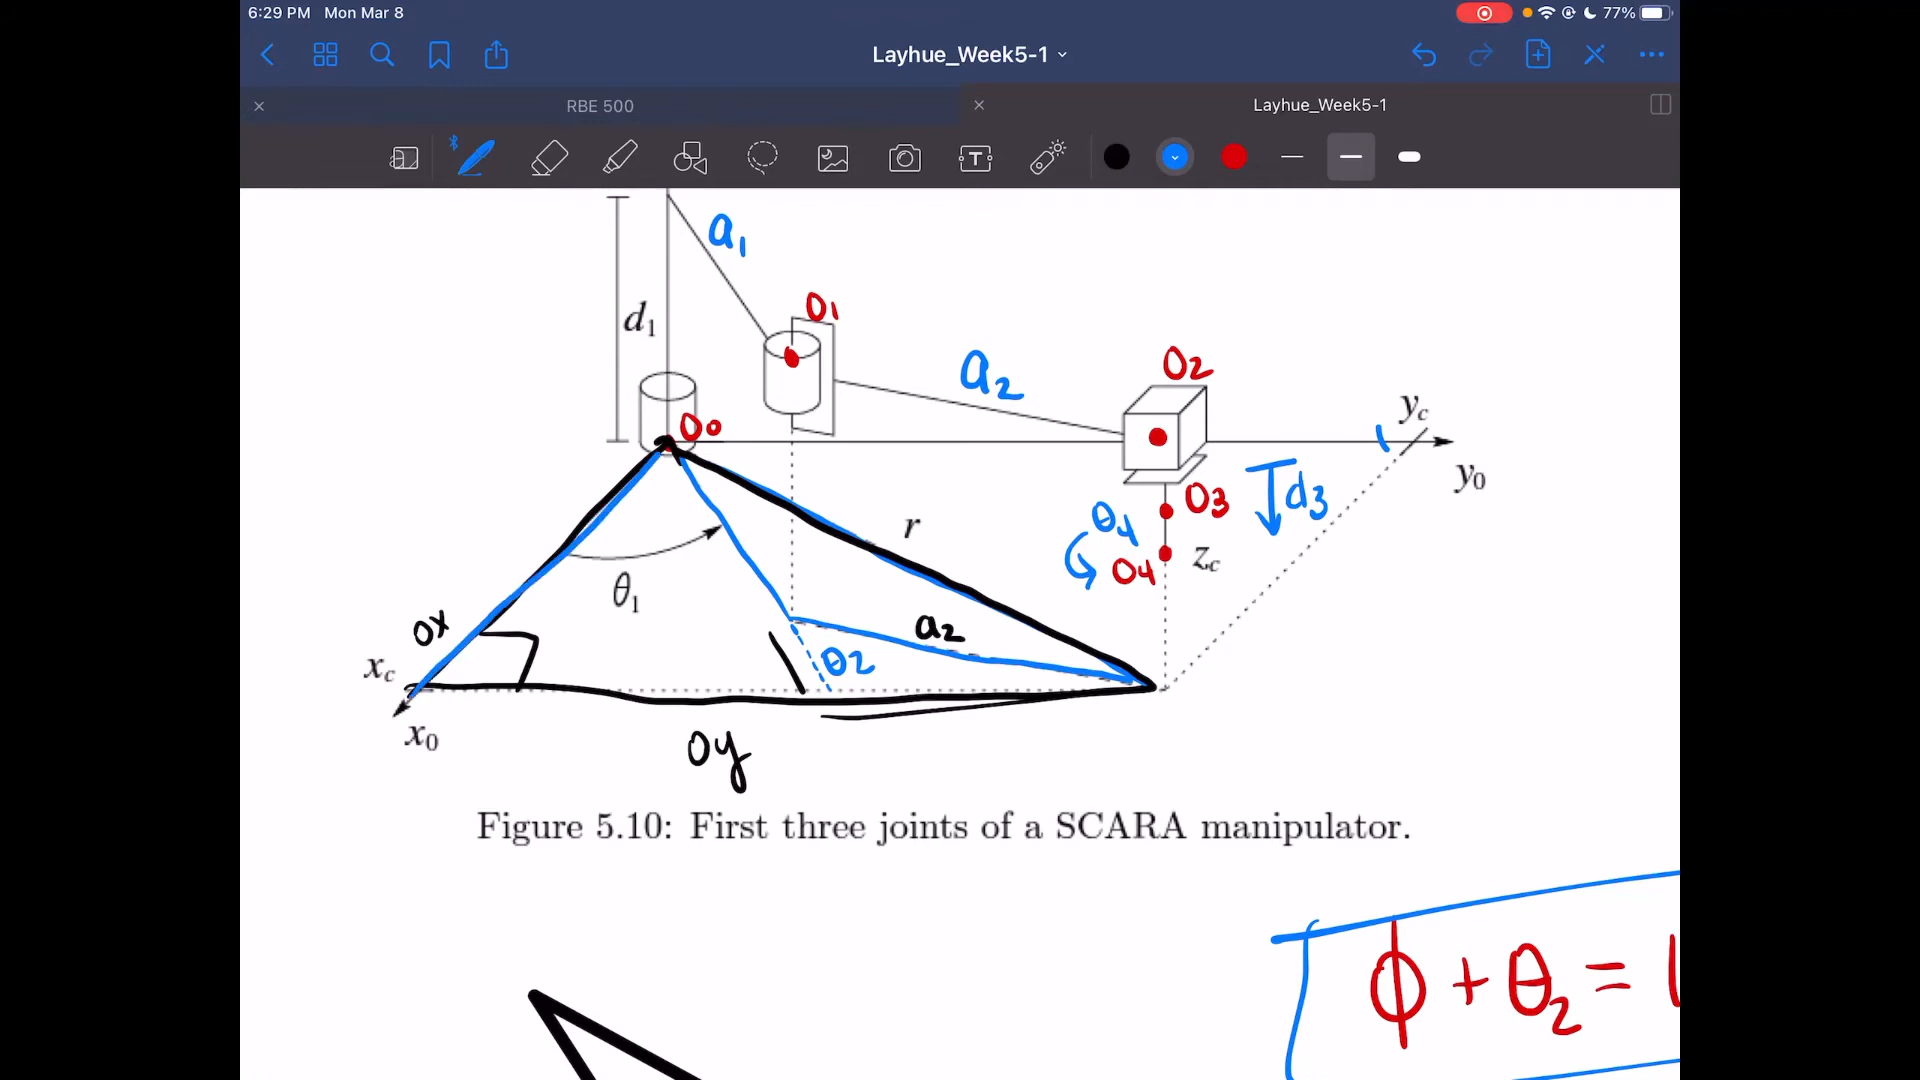 6:29 PM Mon Mar 8
77%
Layhue_Week5-1
RBE 500
Layhue_Week5-1
T
a1
d1
O1
a2
O2
yc
O0
y0
O3
d3
θ4
r
O4
zc
θ1
Ox
a2
θ2
xc
x0
Oy
Figure 5.10: First three joints of a SCARA manipulator.
ϕ + θ2 =